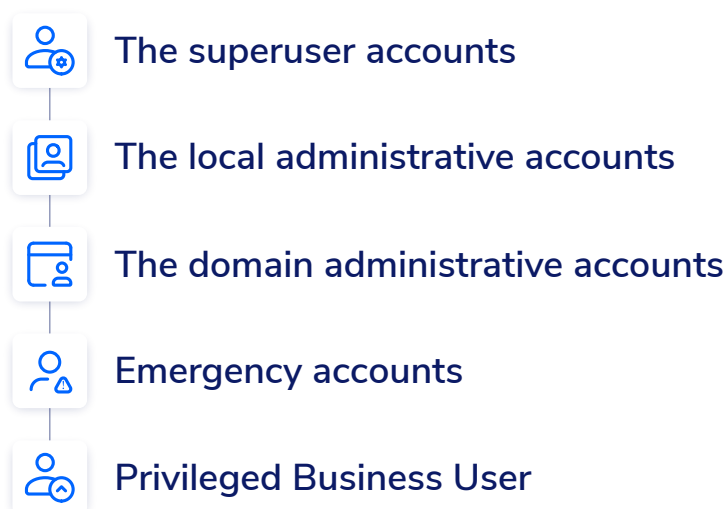 The superuser accounts
The local administrative accounts
The domain administrative accounts
Emergency accounts
Privileged Business User